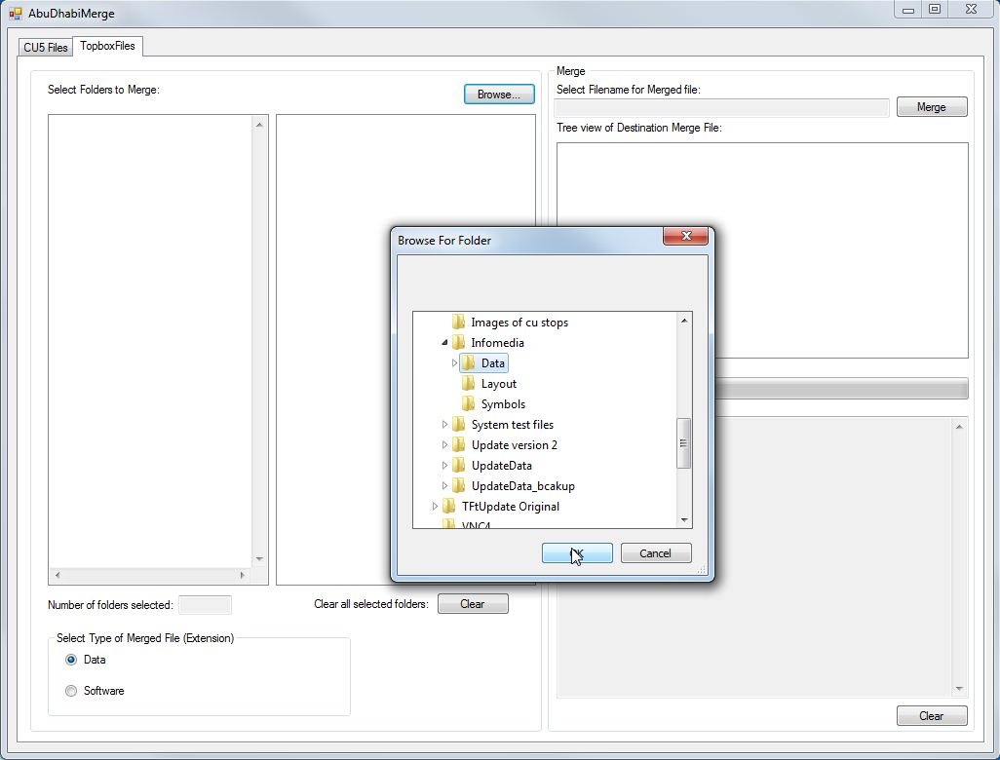 AbuDhabiMerge
CU5 Files
TopboxFiles
Select Folders to Merge:
Browse...
Merge
Select Filename for Merged file:
Merge
Tree view of Destination Merge File:
Browse For Folder
Images of cu stops
Infomedia
Data
Layout
Symbols
System test files
Update version 2
UpdateData
UpdateData_bcakup
TFtUpdate Original
VNC4
OK
Cancel
Number of folders selected:
Clear all selected folders:
Clear
Select Type of Merged File (Extension)
Data
Software
Clear